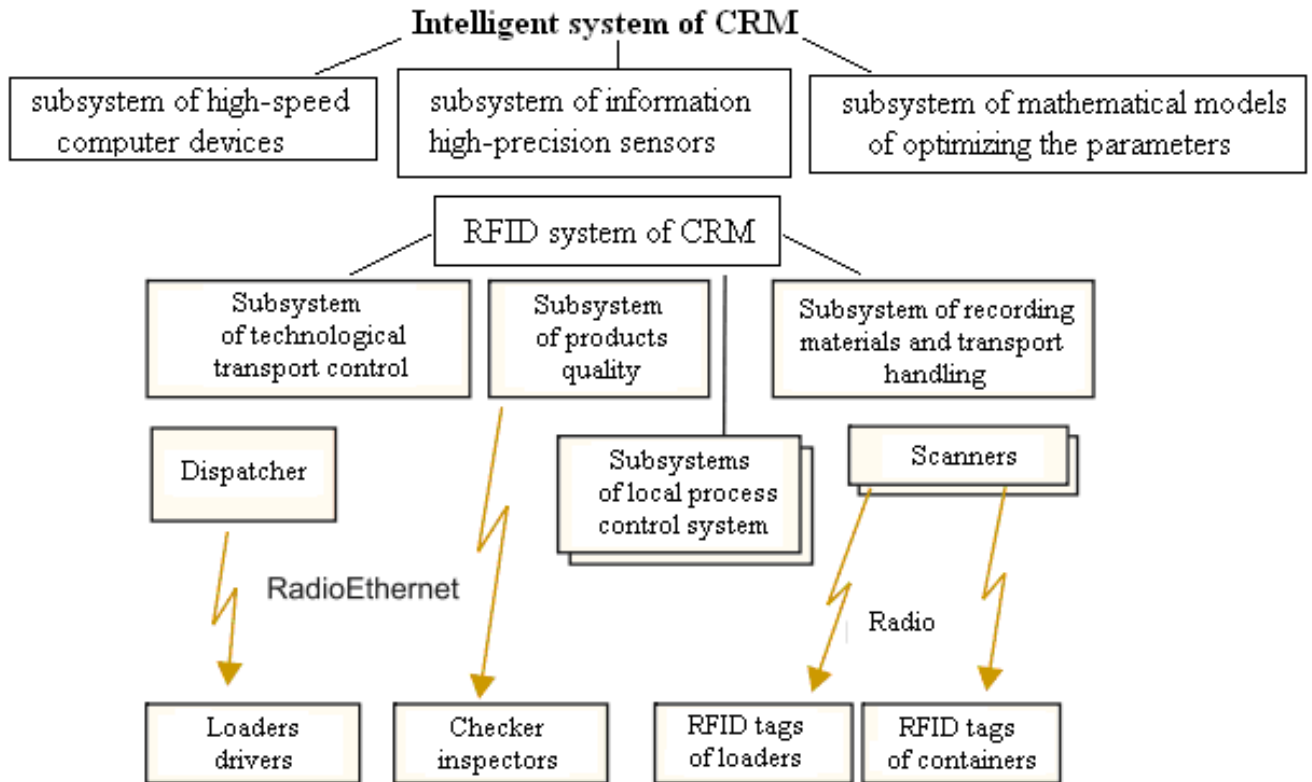 Intelligent system of CRM
subsystem of high-speed
computer devices
subsystem of information
high-precision sensors
subsystem of mathematical models
of optimizing the parameters
RFID system of CRM
Subsystem
of technological
transport control
Subsystem
of products
quality
Subsystem of recording
materials and transport
handling
Dispatcher
Subsystems
of local process
control system
Scanners
RadioEthernet
Radio
Loaders
drivers
Checker
inspectors
RFID tags
of loaders
RFID tags
of containers